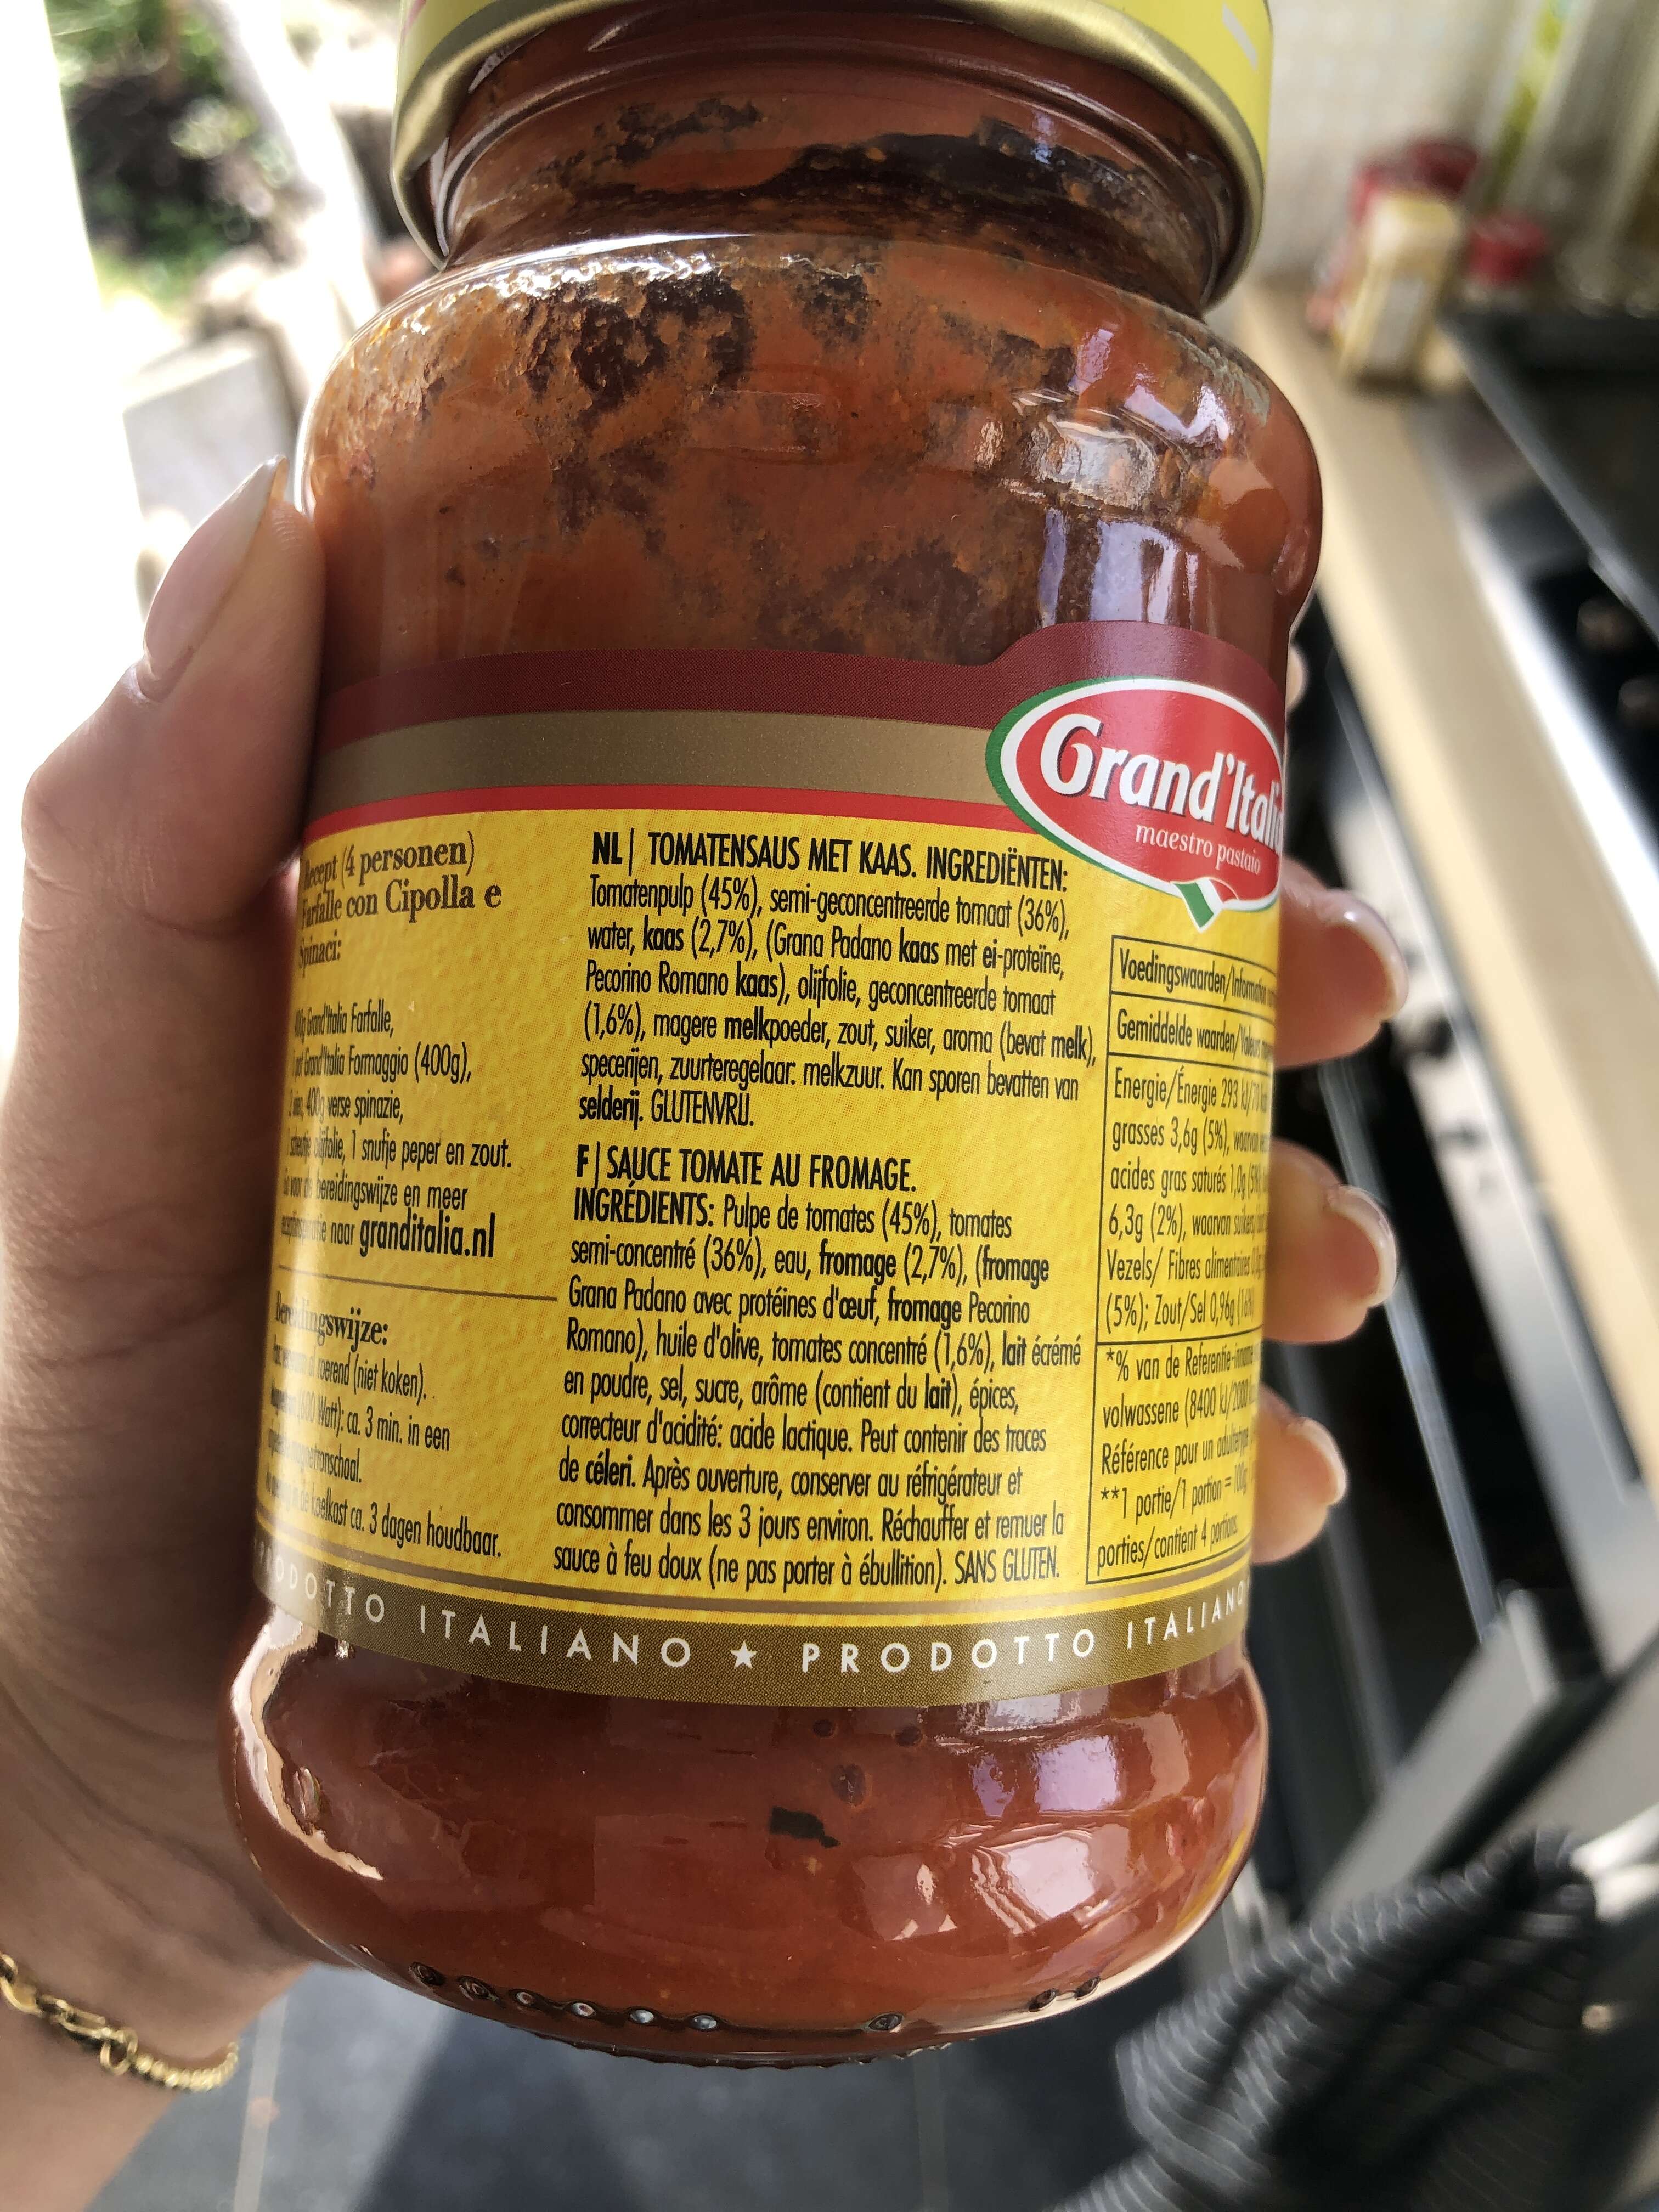 Grand'Itali
maestro pastaio
Recept (4 personen)
Farfalle con Cipolla e
Spinaci:
Grand'Italia Farfalle,
Grand'Italia Formaggio (400g),
400g verse spinazie,
olijfolie, 1 snufje peper en zout.
bereidingswijze en meer
naar granditalia.nl
Bereidingswijze:
roerend (niet koken).
(600 Watt): ca. 3 min. in een
koelkast ca. 3 dagen houdbaar.
NL| TOMATENSAUS MET KAAS. INGREDIËNTEN:
Tomatenpulp (45%), semi-geconcentreerde tomaat (36%),
water, kaas (2,7%), (Grana Padano kaas met ei-proteïne,
Pecorino Romano kaas), olijfolie, geconcentreerde tomaat
(1,6%), magere melkpoeder, zout, suiker, aroma (bevat melk),
specerijen, zuurteregelaar: melkzuur. Kan sporen bevatten van
selderij. GLUTENVRIJ.
F| SAUCE TOMATE AU FROMAGE.
INGRÉDIENTS: Pulpe de tomates (45%), tomates
semi-concentré (36%), eau, fromage (2,7%), (fromage
Grana Padano avec protéines d'œuf, fromage Pecorino
Romano), huile d'olive, tomates concentré (1,6%), lait écrémé
en poudre, sel, sucre, arôme (contient du lait), épices,
correcteur d'acidité: acide lactique. Peut contenir des traces
de céleri. Après ouverture, conserver au réfrigérateur et
consommer dans les 3 jours environ. Réchauffer et remuer la
sauce à feu doux (ne pas porter à ébullition). SANS GLUTEN.
Voedingswaarden/Information
Gemiddelde waarden/Valeurs
Energie/Énergie 293 kJ/70
grasses 3,6g (5%), waarvan
acides gras saturés 1,0g (5%)
6,3g (2%), waarvan suikers
Vezels/ Fibres alimentaires
(5%); Zout/Sel 0,96g (16%)
*% van de Referentie-inname
volwassene (8400 kJ/2000
Référence pour un adulte
**1 portie/1 portion = 100g,
porties/contient 4 portions.
ODOTTO ITALIANO ★ PRODOTTO ITALIANO